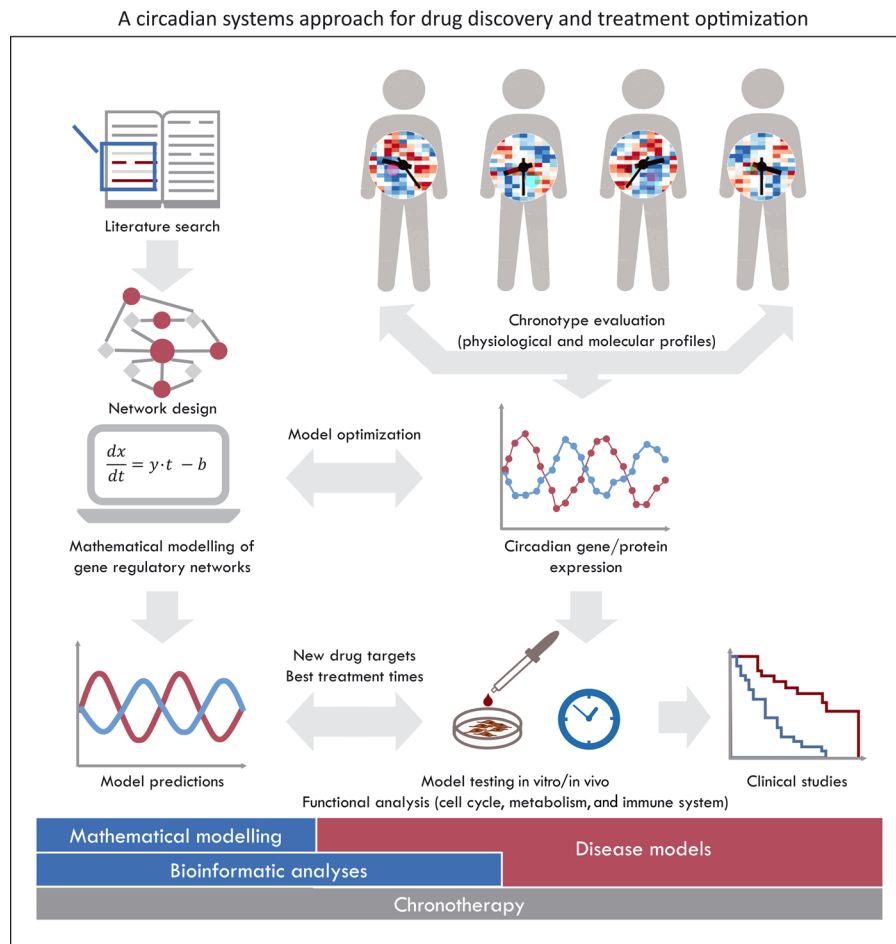 A circadian systems approach for drug discovery and treatment optimization
Literature search
Network design
dx/dt = y·t − b
Mathematical modelling of
gene regulatory networks
Chronotype evaluation
(physiological and molecular profiles)
Model optimization
Circadian gene/protein
expression
New drug targets
Best treatment times
Model predictions
Model testing in vitro/in vivo
Functional analysis (cell cycle, metabolism, and immune system)
Clinical studies
Mathematical modelling
Disease models
Bioinformatic analyses
Chronotherapy